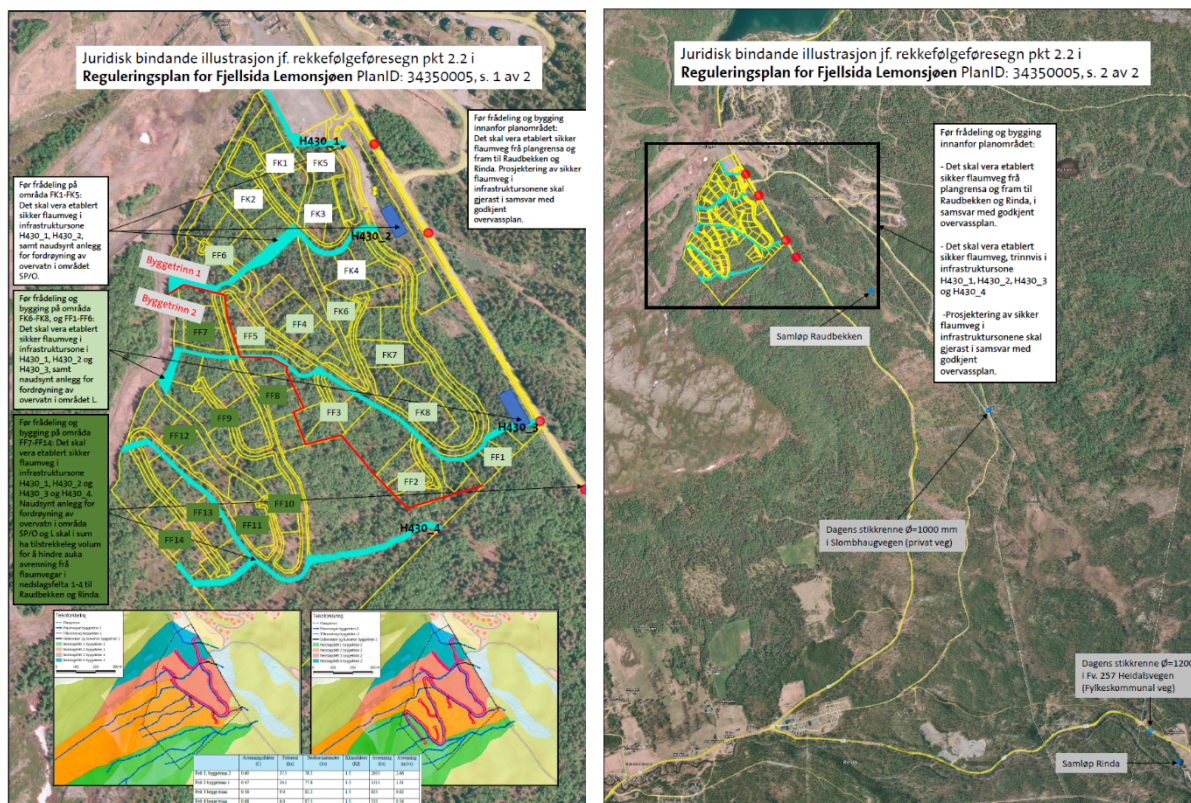 Juridisk bindande illustrasjon jf. rekkefølgeføresegn pkt 2.2 i
Reguleringsplan for Fjellsida Lemonsjøen PlanID: 34350005, s. 1 av 2
Før frådeling og bygging
innanfor planområdet:
Det skal vera etablert sikker
flaumveg frå plangrensa og
fram til Raudbekken og
Rinda. Prosjektering av sikker
flaumveg i
infrastruktursonene skal
gjerast i samsvar med
godkjent
overvassplan.
H430_1
FK1
FK5
FK2
FK3
H430_2
FK4
Før frådeling på
områda FK1-FK5:
Det skal vera etablert
sikker flaumveg i
infrastruktursone
H430_1, H430_2,
samt naudsynt anlegg
for fordrøyning av
overvatn i området
SP/O.
FF6
Byggetrinn 1
Byggetrinn 2
Før frådeling og
bygging på områda
FK6-FK8, og FF1-FF6:
Det skal vera etablert
sikker flaumveg i
infrastruktursone i
H430_1, H430_2 og
H430_3, samt
naudsynt anlegg for
fordrøyning av
overvatn i området L.
FF7
FF5
FF4
FK6
FK7
FF8
FF3
FK8
FF9
FF12
H430_3
FF1
FF2
Før frådeling og
bygging på områda
FF7-FF14: Det skal
vera etablert sikker
flaumveg i
infrastruktursone
H430_1, H430_2 og
H430_3 og H430_4.
Naudsynt anlegg for
fordrøyning av
overvatn i områda
SP/O og L skal i sum
ha tilstrekkeleg volum
for å hindre auka
avrenning frå
flaumvegar i
nedslagsfelta 1-4 til
Raudbekken og Rinda.
FF10
FF13
FF11
FF14
H430_4
Juridisk bindande illustrasjon jf. rekkefølgeføresegn pkt 2.2 i
Reguleringsplan for Fjellsida Lemonsjøen PlanID: 34350005, s. 2 av 2
Før frådeling og bygging
innanfor planområdet:
- Det skal vera etablert
sikker flaumveg frå
plangrensa og fram til
Raudbekken og Rinda, i
samsvar med godkjent
overvassplan.
- Det skal vera etablert
sikker flaumveg, trinnvis i
infrastruktursone
H430_1, H430_2, H430_3
og H430_4
-Prosjektering av sikker
flaumveg i
infrastruktursonene skal
gjerast i samsvar med
godkjent
overvassplan.
Samløp Raudbekken
Dagens stikkrenne Ø=1000 mm
i Slombhaugvegen (privat veg)
Dagens stikkrenne Ø=1200
i Fv. 257 Heidalsvegen
(Fylkeskommunal veg)
Samløp Rinda